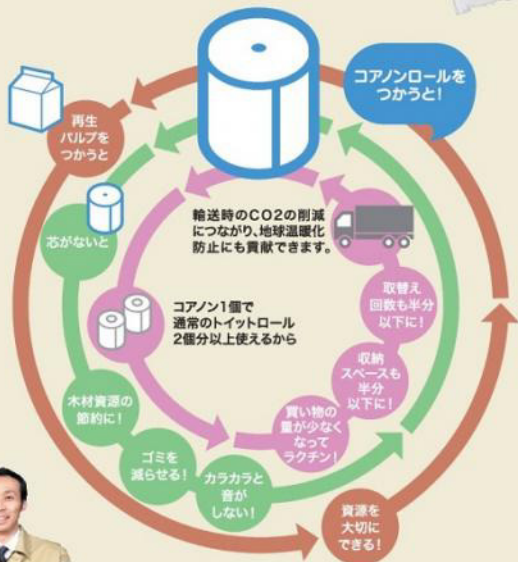 コアノンロールを
つかうと!
再生
パルプを
つかうと
芯がないと
輸送時のCO2の削減
につながり、地球温暖化
防止にも貢献できます。
取替え
回数も半分
以下に!
コアノン1個で
通常のトイットロール
2個分以上使えるから
収納
スペースも
半分
以下に!
木材資源の
節約に!
買い物の
量が少なく
なって
ラクチン!
ゴミを
減らせる!
カラカラと
音が
しない!
資源を
大切に
できる!